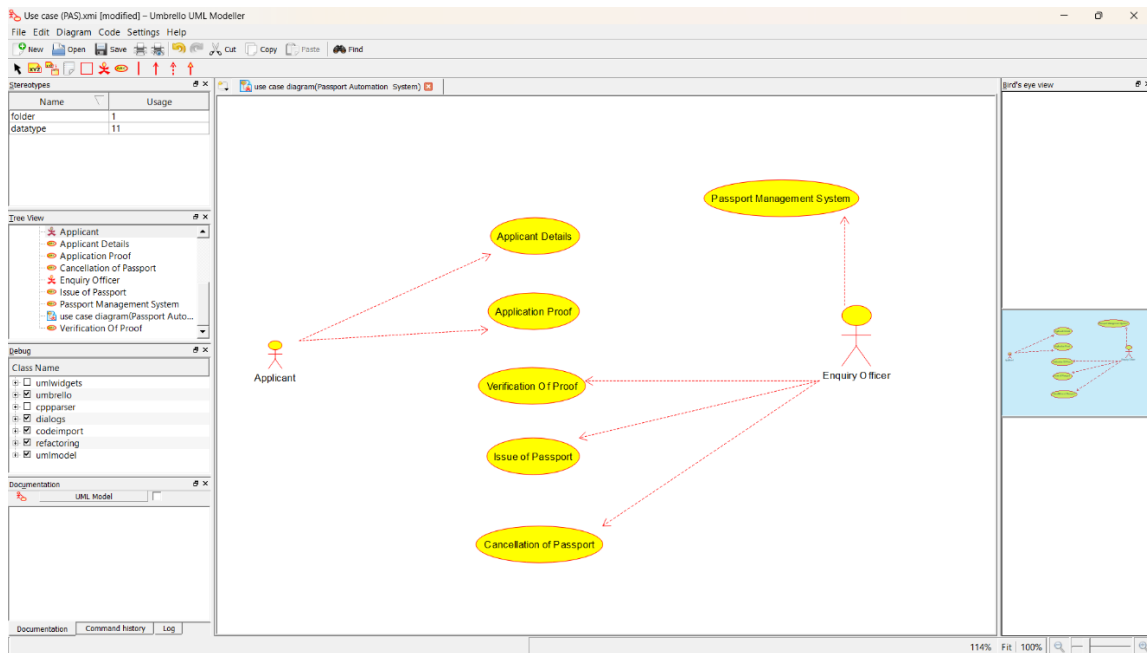 Use case (PAS).xmi [modified] – Umbrello UML Modeller
File Edit Diagram Code Settings Help
New Open Save Cut Copy Paste Find
Stereotypes
Name Usage
folder 1
datatype 11
Tree View
Applicant
Applicant Details
Application Proof
Cancellation of Passport
Enquiry Officer
Issue of Passport
Passport Management System
use case diagram(Passport Auto...
Verification Of Proof
Debug
Class Name
umlwidgets
umbrello
cppparser
dialogs
codeimport
refactoring
umlmodel
Documentation
UML Model
Documentation Command history Log
use case diagram(Passport Automation System)
Passport Management System
Applicant Details
Application Proof
Applicant
Enquiry Officer
Verification Of Proof
Issue of Passport
Cancellation of Passport
Bird's eye view
114% Fit 100%